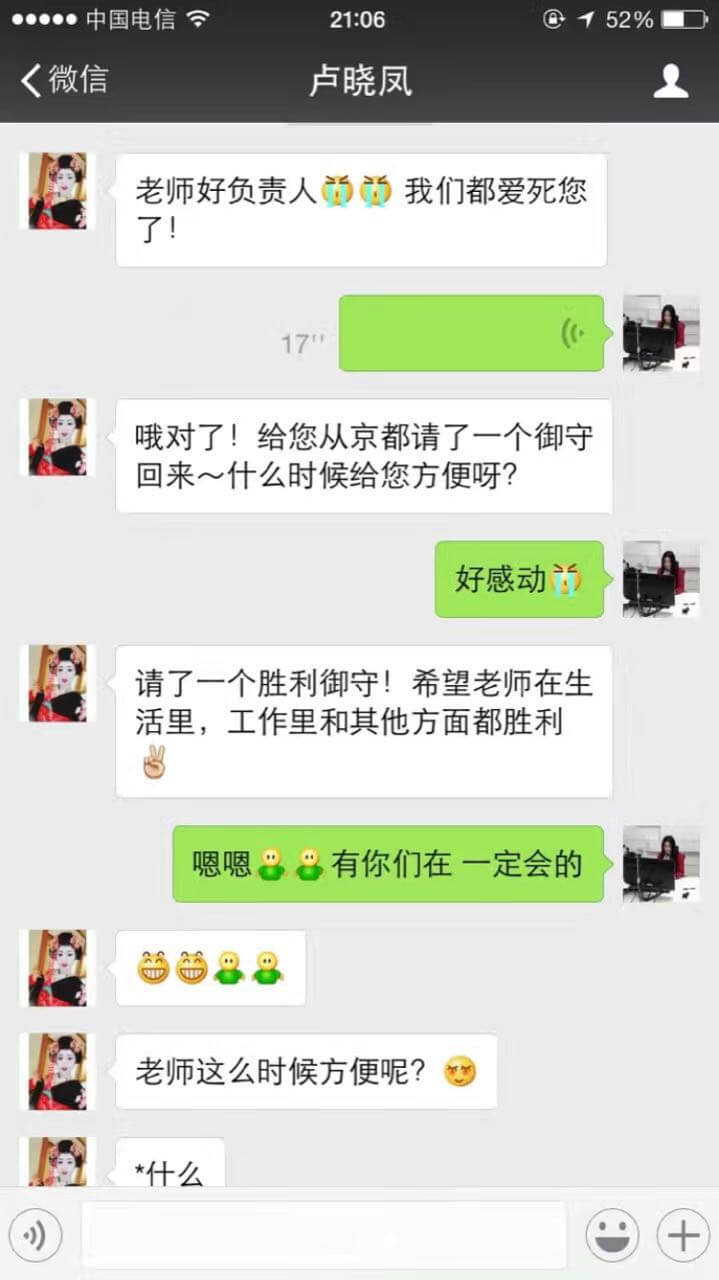 中国电信 21:06 52%
微信 卢晓凤
老师好负责人😭😭 我们都爱死您
了!
17''
哦对了!给您从京都请了一个御守
回来～什么时候给您方便呀?
好感动😭
请了一个胜利御守!希望老师在生
活里,工作里和其他方面都胜利
✌
嗯嗯 有你们在 一定会的
老师这么时候方便呢?
*什么